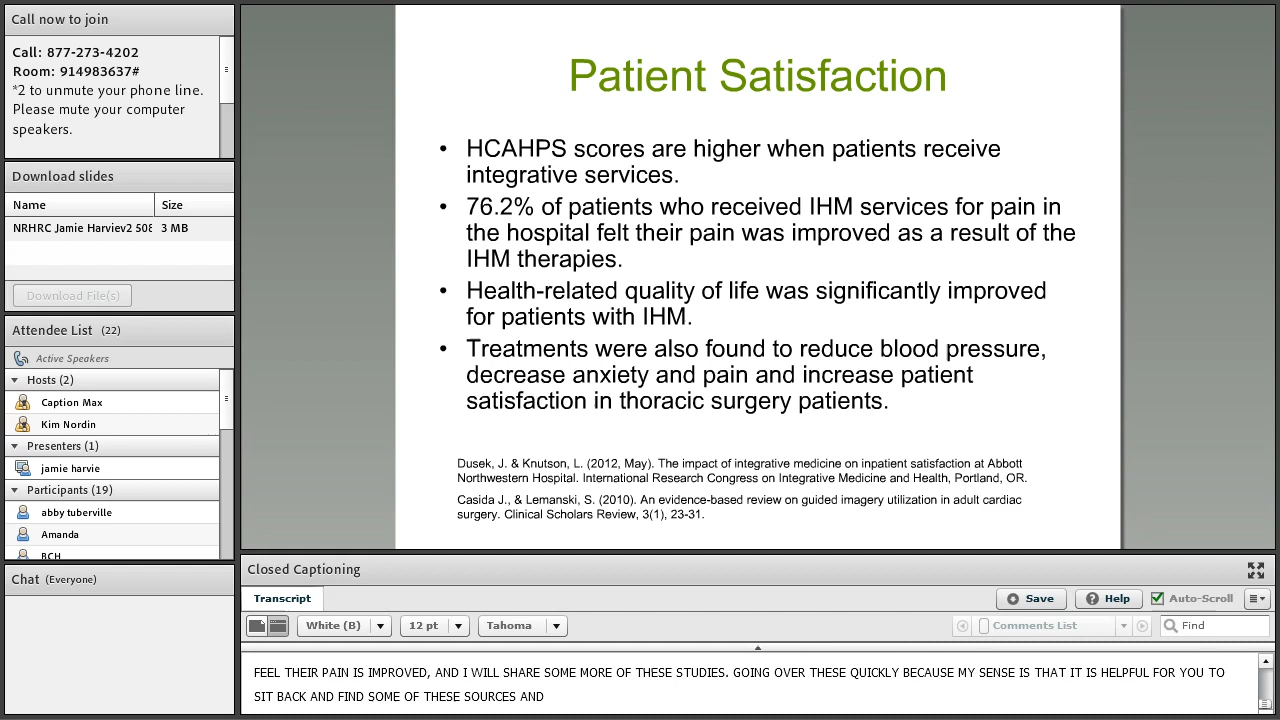 Call now to join
Call: 877-273-4202
Room: 914983637#
*2 to unmute your phone line.
Please mute your computer
speakers.
Download slides
Name Size
NRHRC Jamie Harviev2 508 3 MB
Download File(s)
Attendee List (22)
Active Speakers
Hosts (2)
Caption Max
Kim Nordin
Presenters (1)
jamie harvie
Participants (19)
abby tuberville
Amanda
BCH
Chat (Everyone)
Patient Satisfaction
• HCAHPS scores are higher when patients receive
integrative services.
• 76.2% of patients who received IHM services for pain in
the hospital felt their pain was improved as a result of the
IHM therapies.
• Health-related quality of life was significantly improved
for patients with IHM.
• Treatments were also found to reduce blood pressure,
decrease anxiety and pain and increase patient
satisfaction in thoracic surgery patients.
Dusek, J. & Knutson, L. (2012, May). The impact of integrative medicine on inpatient satisfaction at Abbott
Northwestern Hospital. International Research Congress on Integrative Medicine and Health, Portland, OR.
Casida J., & Lemanski, S. (2010). An evidence-based review on guided imagery utilization in adult cardiac
surgery. Clinical Scholars Review, 3(1), 23-31.
Closed Captioning
Transcript Save Help Auto-Scroll
White (B) 12 pt Tahoma Comments List Find
FEEL THEIR PAIN IS IMPROVED, AND I WILL SHARE SOME MORE OF THESE STUDIES. GOING OVER THESE QUICKLY BECAUSE MY SENSE IS THAT IT IS HELPFUL FOR YOU TO
SIT BACK AND FIND SOME OF THESE SOURCES AND